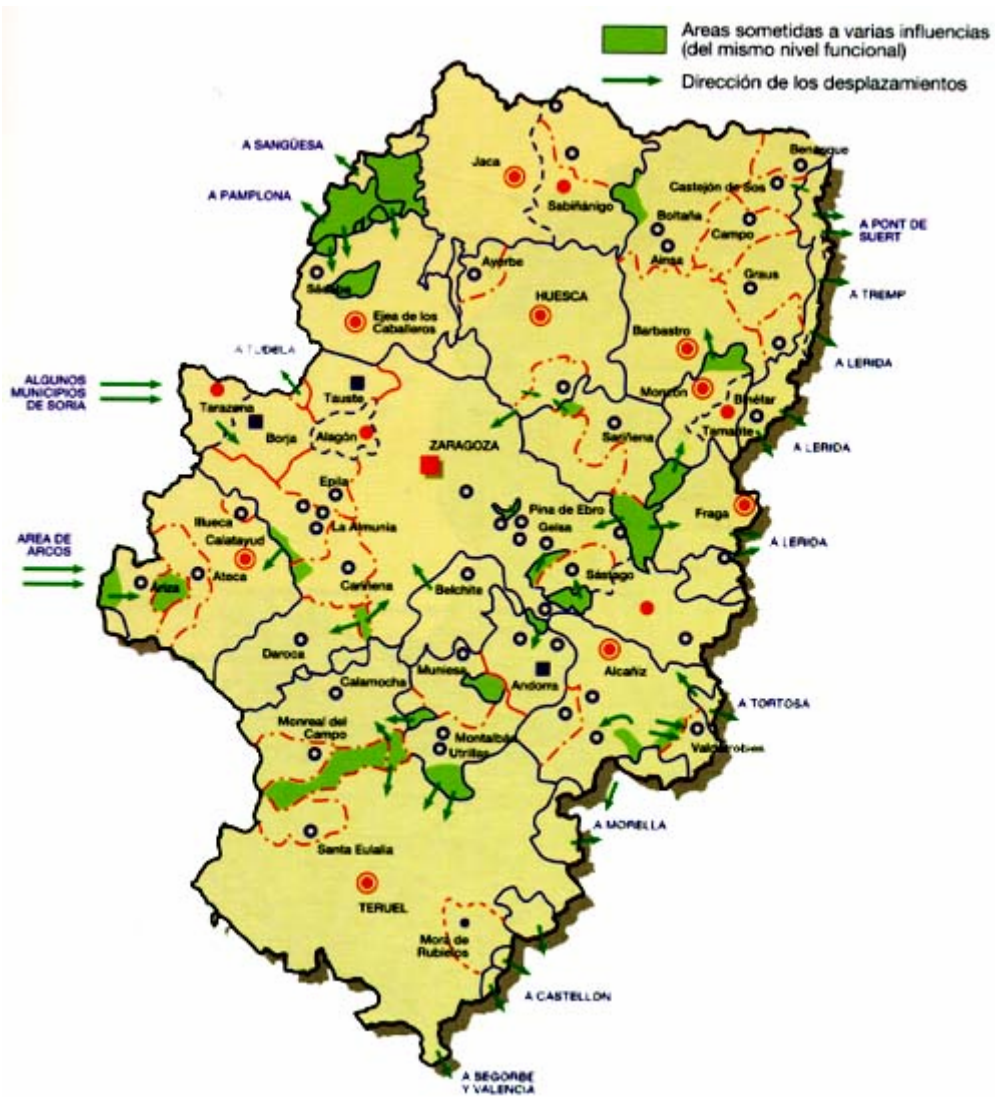 Areas sometidas a varias influencias
(del mismo nivel funcional)
Dirección de los desplazamientos
A SANGÜESA
Jaca
Benasque
A PAMPLONA
Castejón de Sos
Sabiñánigo
Boltaña
Campo
A PONT DE
SUERT
Ainsa
Ayerbe
Sádaba
Graus
HUESCA
A TREMP
Ejea de los
Caballeros
Barbastro
A TUDELA
A LERIDA
ALGUNOS
MUNICIPIOS
DE SORIA
Tauste
Monzón
Binéfar
Tarazona
Borja
Alagón
Sariñena
Tamarite
ZARAGOZA
A LERIDA
Epila
Pina de Ebro
Fraga
Illueca
La Almunia
Gelsa
Calatayud
AREA DE
ARCOS
A LERIDA
Ateca
Ariza
Cariñena
Belchite
Sástago
Daroca
Muniesa
Alcañiz
Calamocha
Andorra
A TORTOSA
Monreal del
Campo
Montalbán
Utrillas
Valderrobres
A MORELLA
Santa Eulalia
TERUEL
Mora de
Rubielos
A CASTELLON
A SEGORBE
Y VALENCIA